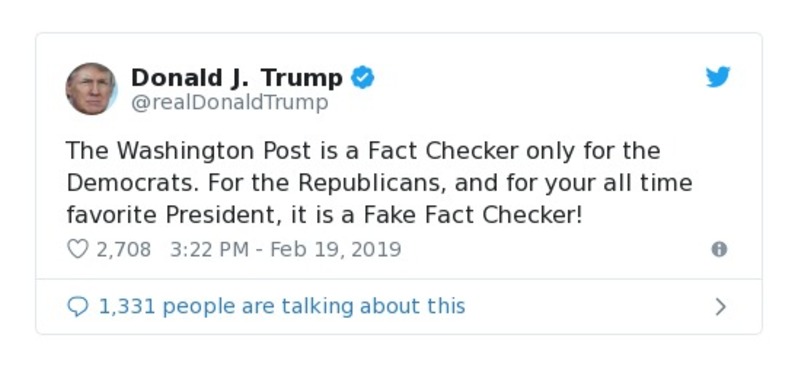 Donald J. Trump
@realDonaldTrump
The Washington Post is a Fact Checker only for the
Democrats. For the Republicans, and for your all time
favorite President, it is a Fake Fact Checker!
2,708 3:22 PM - Feb 19, 2019
1,331 people are talking about this